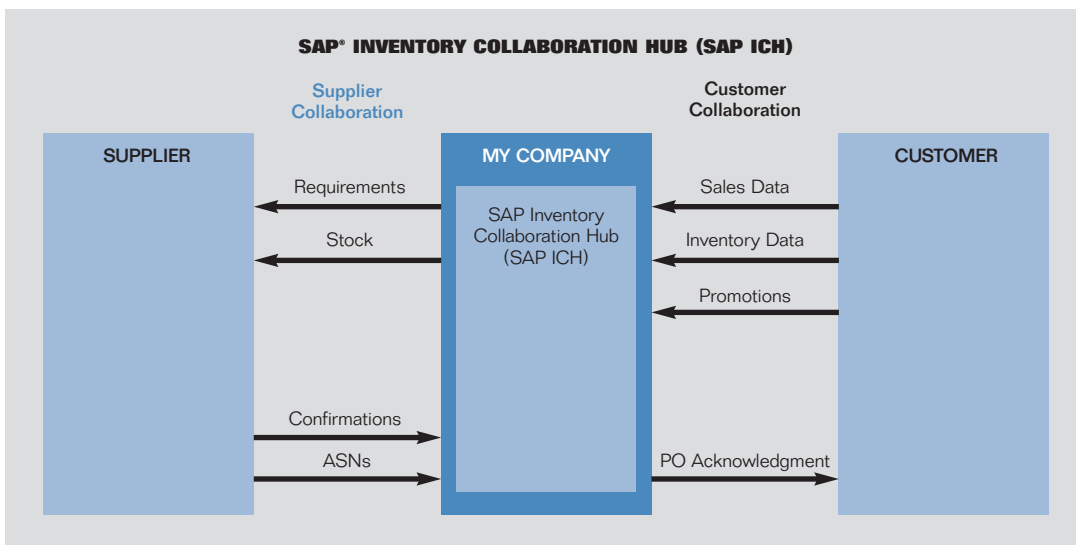 SAP® INVENTORY COLLABORATION HUB (SAP ICH)
Supplier
Collaboration
Customer
Collaboration
SUPPLIER
MY COMPANY
CUSTOMER
Requirements
Stock
SAP Inventory
Collaboration Hub
(SAP ICH)
Sales Data
Inventory Data
Promotions
Confirmations
ASNs
PO Acknowledgment